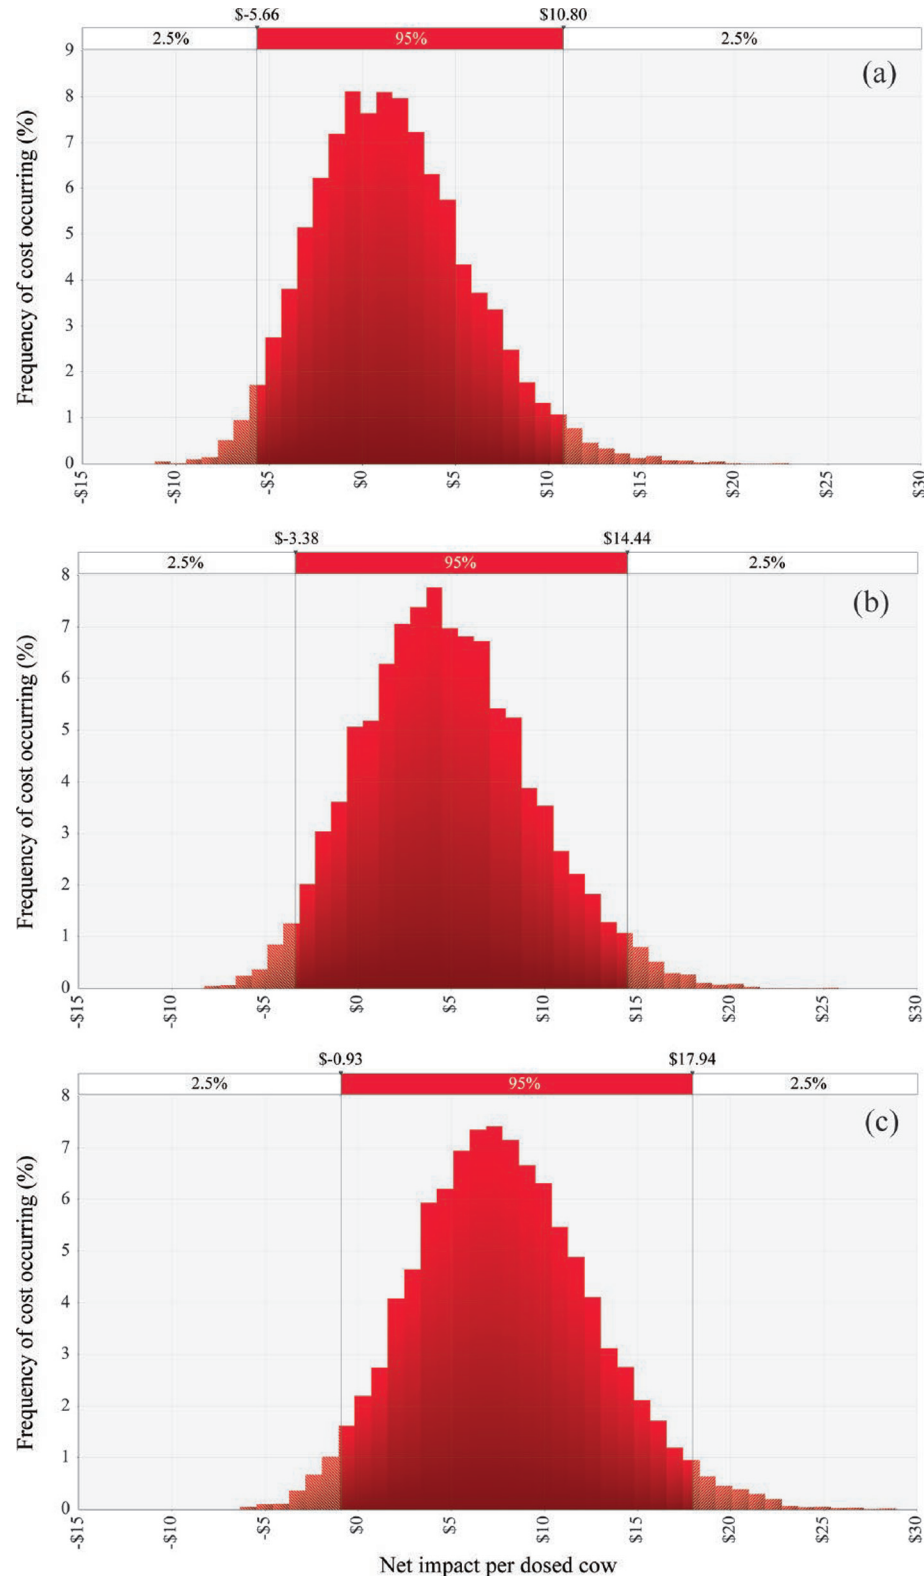 $-5.66 $10.80
2.5% 95% 2.5%
(a)
Frequency of cost occurring (%)
9
8
7
6
5
4
3
2
1
0
-$15 -$10 -$5 $0 $5 $10 $15 $20 $25 $30
$-3.38 $14.44
2.5% 95% 2.5%
(b)
Frequency of cost occurring (%)
8
7
6
5
4
3
2
1
0
-$15 -$10 -$5 $0 $5 $10 $15 $20 $25 $30
$-0.93 $17.94
2.5% 95% 2.5%
(c)
Frequency of cost occurring (%)
8
7
6
5
4
3
2
1
0
-$15 -$10 -$5 $0 $5 $10 $15 $20 $25 $30
Net impact per dosed cow